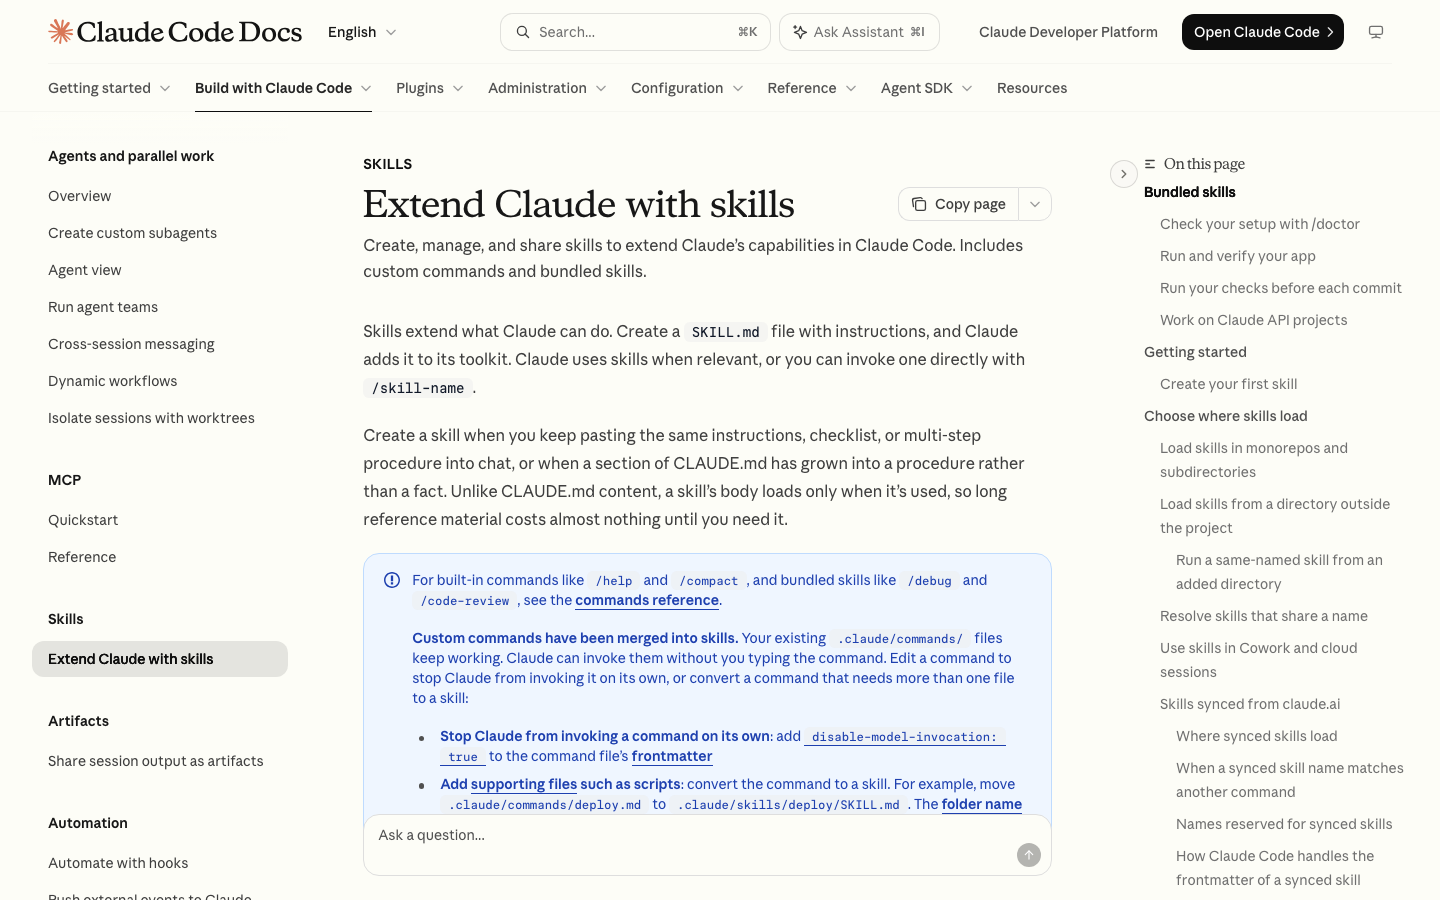 Claude Code Docs
English
Search...
⌘K
Ask Assistant ⌘I
Claude Developer Platform
Open Claude Code
Getting started
Build with Claude Code
Plugins
Administration
Configuration
Reference
Agent SDK
Resources
Agents and parallel work
Overview
Create custom subagents
Agent view
Run agent teams
Cross-session messaging
Dynamic workflows
Isolate sessions with worktrees
MCP
Quickstart
Reference
Skills
Extend Claude with skills
Artifacts
Share session output as artifacts
Automation
Automate with hooks
Push external events to Claude
SKILLS
Extend Claude with skills
Copy page
Create, manage, and share skills to extend Claude’s capabilities in Claude Code. Includes
custom commands and bundled skills.
Skills extend what Claude can do. Create a SKILL.md file with instructions, and Claude
adds it to its toolkit. Claude uses skills when relevant, or you can invoke one directly with
/skill-name.
Create a skill when you keep pasting the same instructions, checklist, or multi-step
procedure into chat, or when a section of CLAUDE.md has grown into a procedure rather
than a fact. Unlike CLAUDE.md content, a skill’s body loads only when it’s used, so long
reference material costs almost nothing until you need it.
For built-in commands like /help and /compact, and bundled skills like /debug and
/code-review, see the commands reference.
Custom commands have been merged into skills. Your existing .claude/commands/ files
keep working. Claude can invoke them without you typing the command. Edit a command to
stop Claude from invoking it on its own, or convert a command that needs more than one file
to a skill:
Stop Claude from invoking a command on its own: add disable-model-invocation:
true to the command file’s frontmatter
Add supporting files such as scripts: convert the command to a skill. For example, move
.claude/commands/deploy.md to .claude/skills/deploy/SKILL.md. The folder name
Ask a question...
On this page
Bundled skills
Check your setup with /doctor
Run and verify your app
Run your checks before each commit
Work on Claude API projects
Getting started
Create your first skill
Choose where skills load
Load skills in monorepos and
subdirectories
Load skills from a directory outside
the project
Run a same-named skill from an
added directory
Resolve skills that share a name
Use skills in Cowork and cloud
sessions
Skills synced from claude.ai
Where synced skills load
When a synced skill name matches
another command
Names reserved for synced skills
How Claude Code handles the
frontmatter of a synced skill